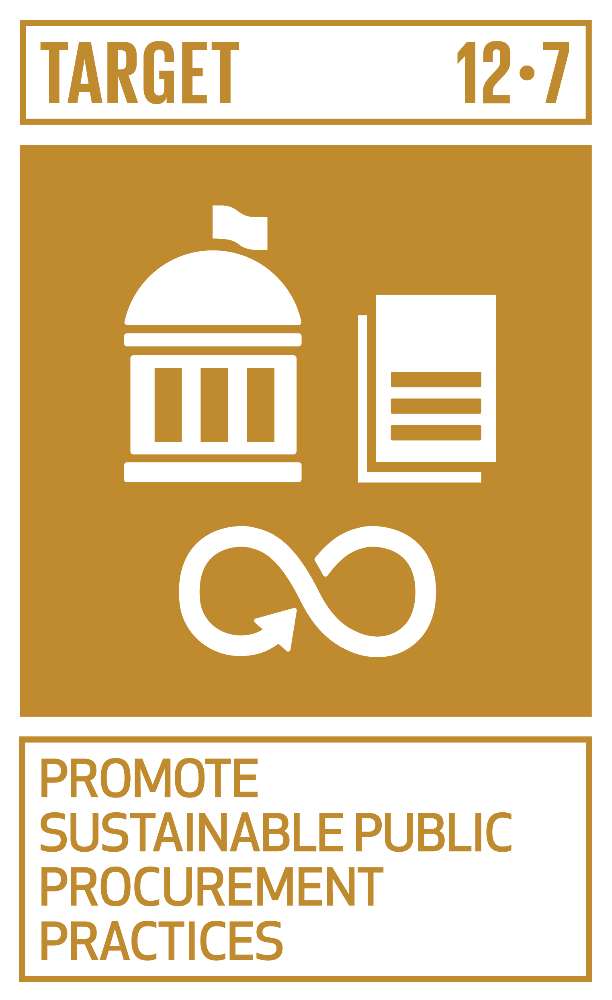 TARGET 12·7
PROMOTE
SUSTAINABLE PUBLIC
PROCUREMENT
PRACTICES